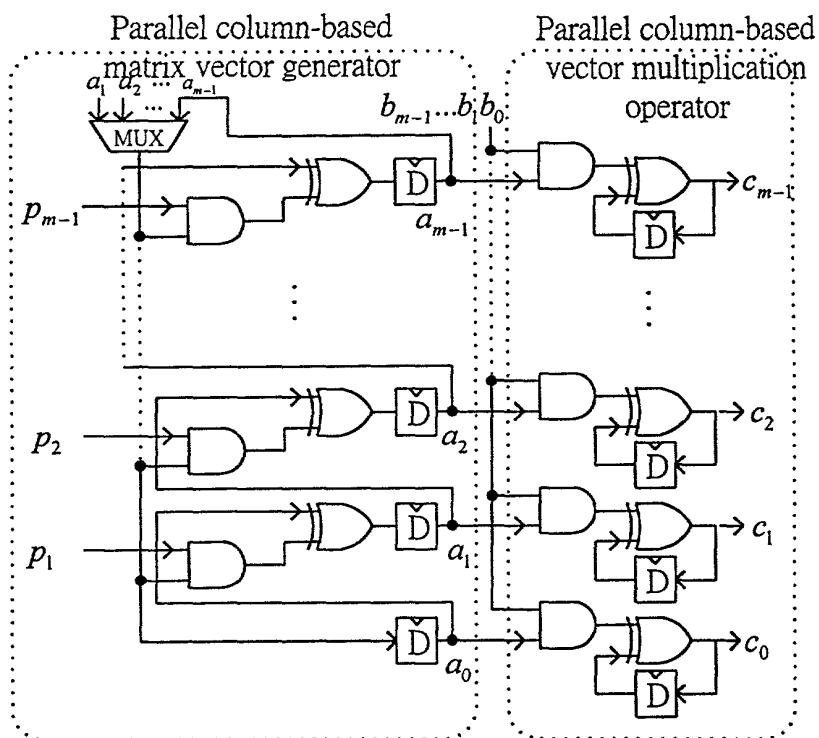 Parallel column-based
matrix vector generator
Parallel column-based
vector multiplication
operator
a₁ a₂ ... aₘ₋₁
...
MUX
bₘ₋₁...b₁b₀
pₘ₋₁
D
aₘ₋₁
cₘ₋₁
D
p₂
D
a₂
c₂
D
p₁
D
a₁
c₁
D
D
a₀
c₀
D